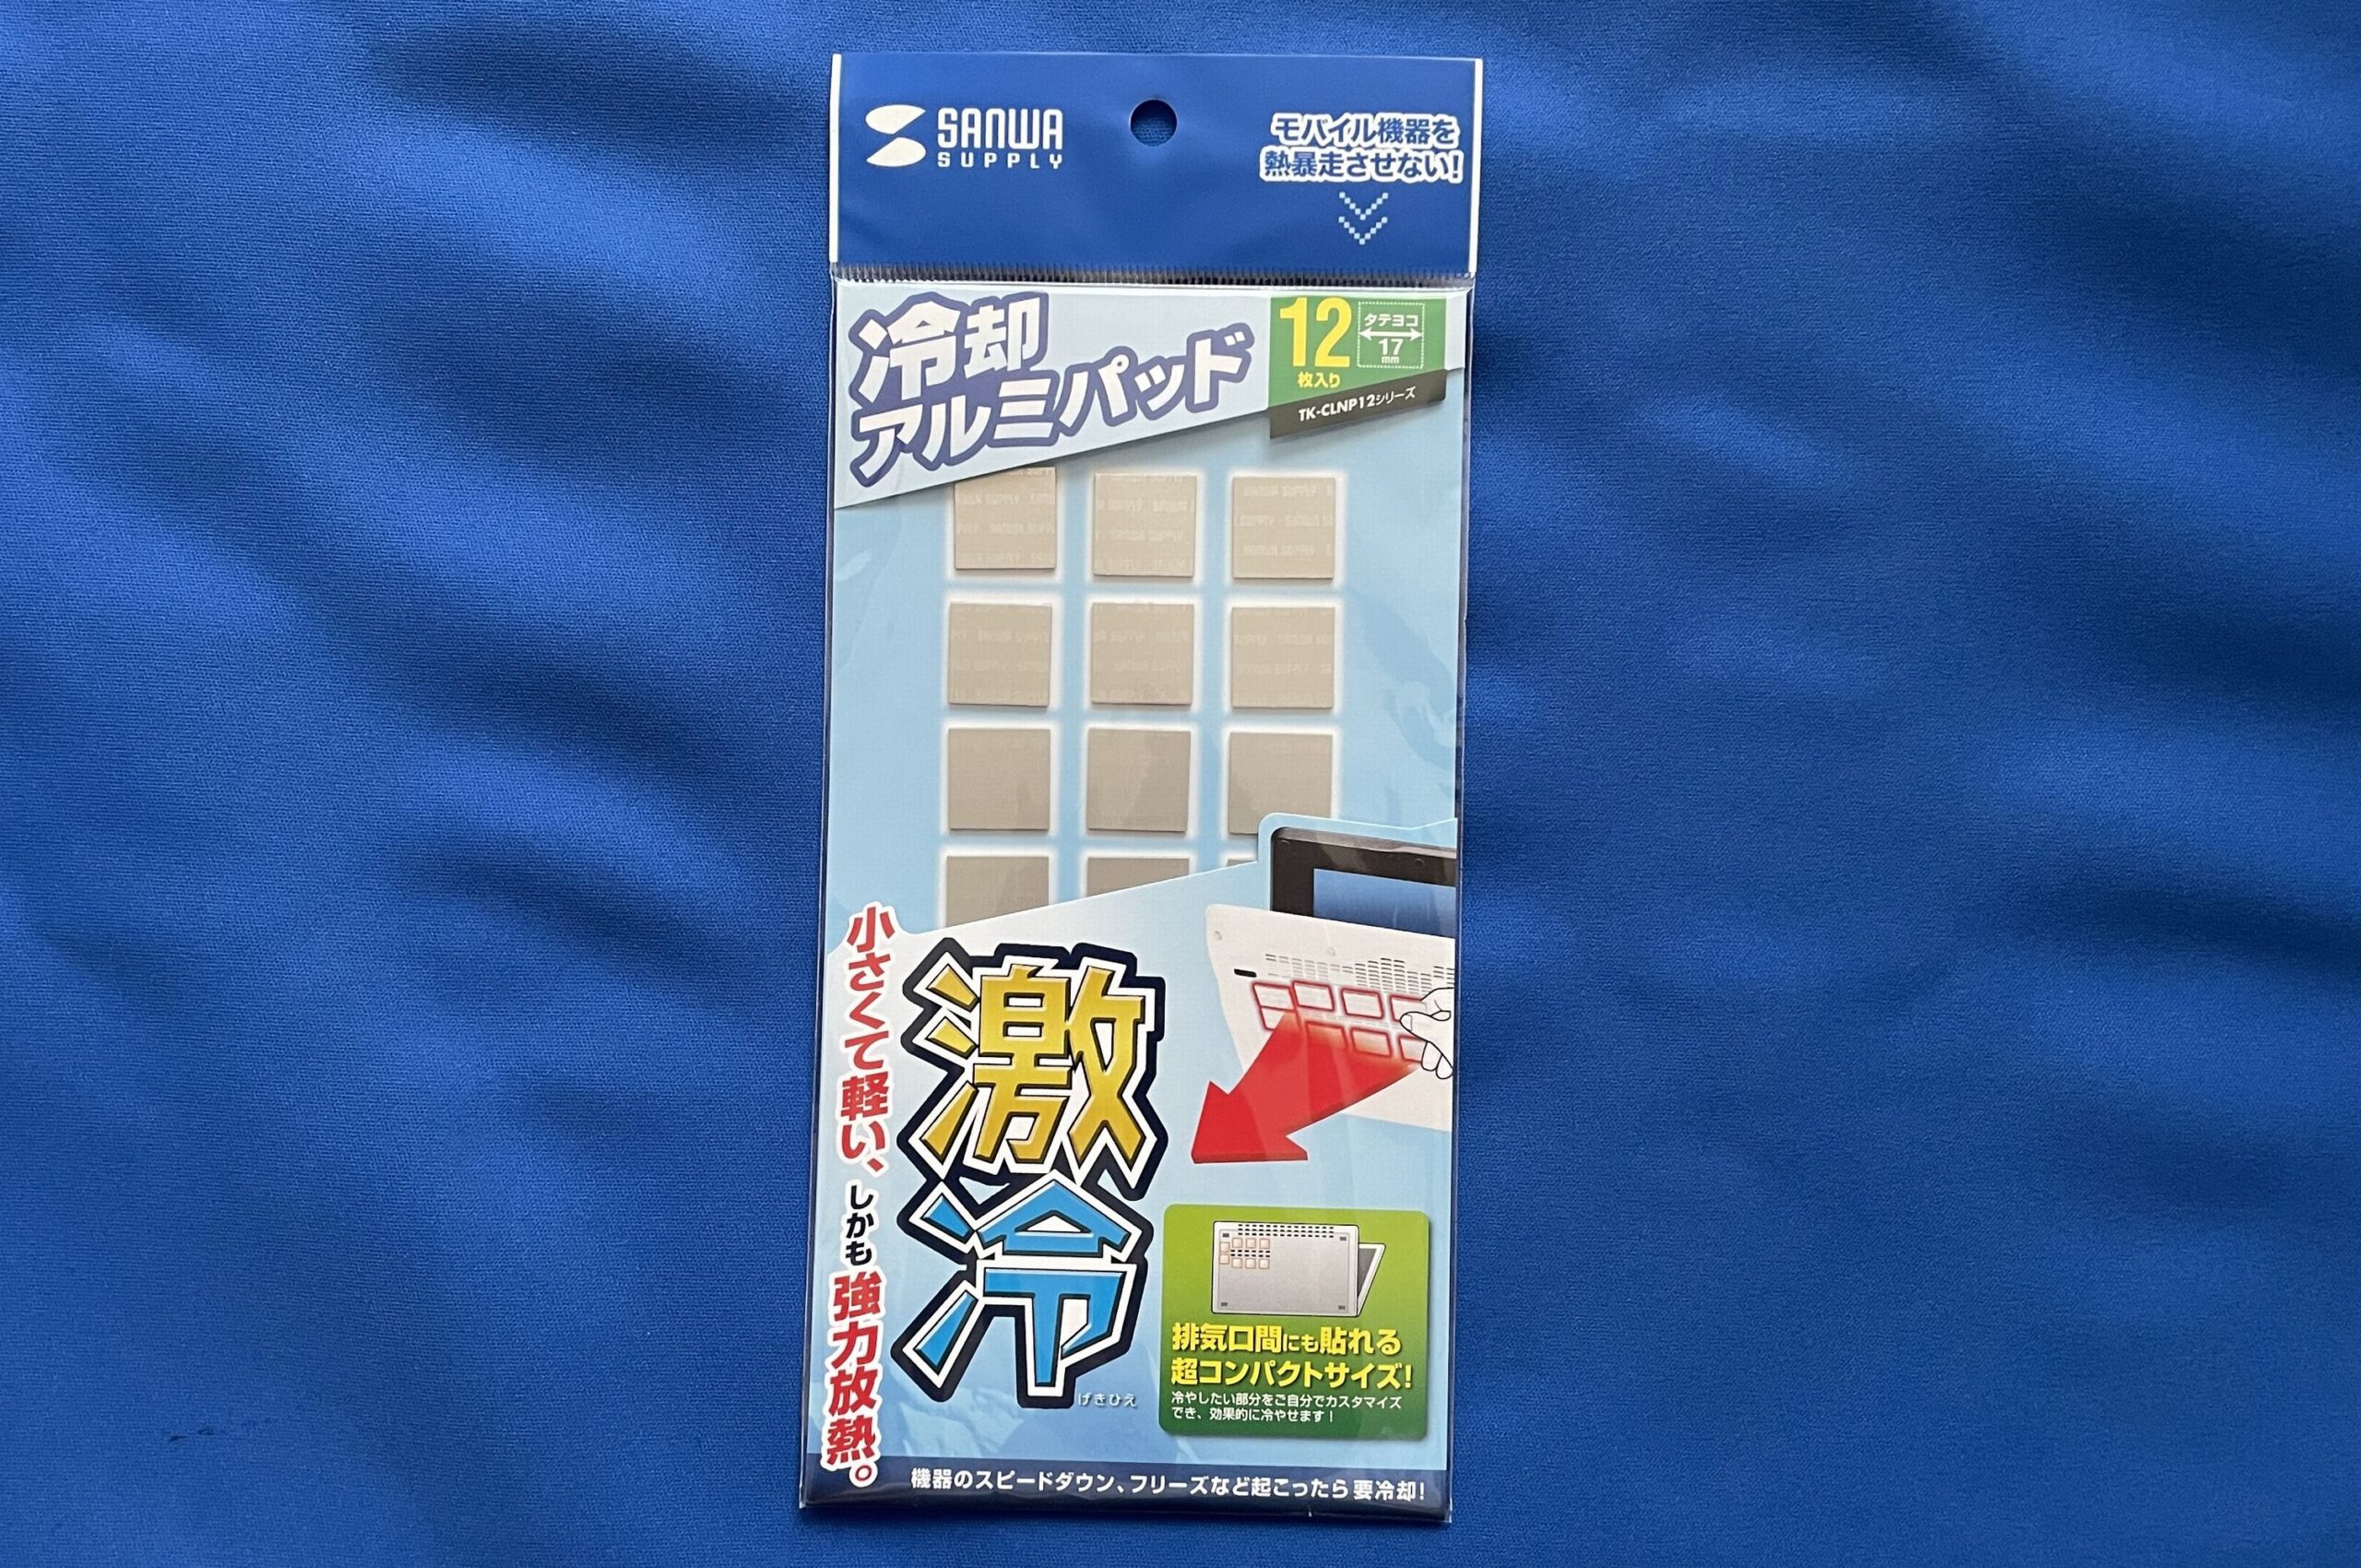 SANWA
SUPPLY
モバイル機器を
熱暴走させない!
冷却
アルミパッド
12
枚入り
タテヨコ
17
mm
TK-CLNP12シリーズ
小さくて軽い、しかも強力放熱。
激冷
げきひえ
排気口間にも貼れる
超コンパクトサイズ!
冷やしたい部分をご自分でカスタマイズ
でき、効果的に冷やせます!
機器のスピードダウン、フリーズなど起こったら要冷却!